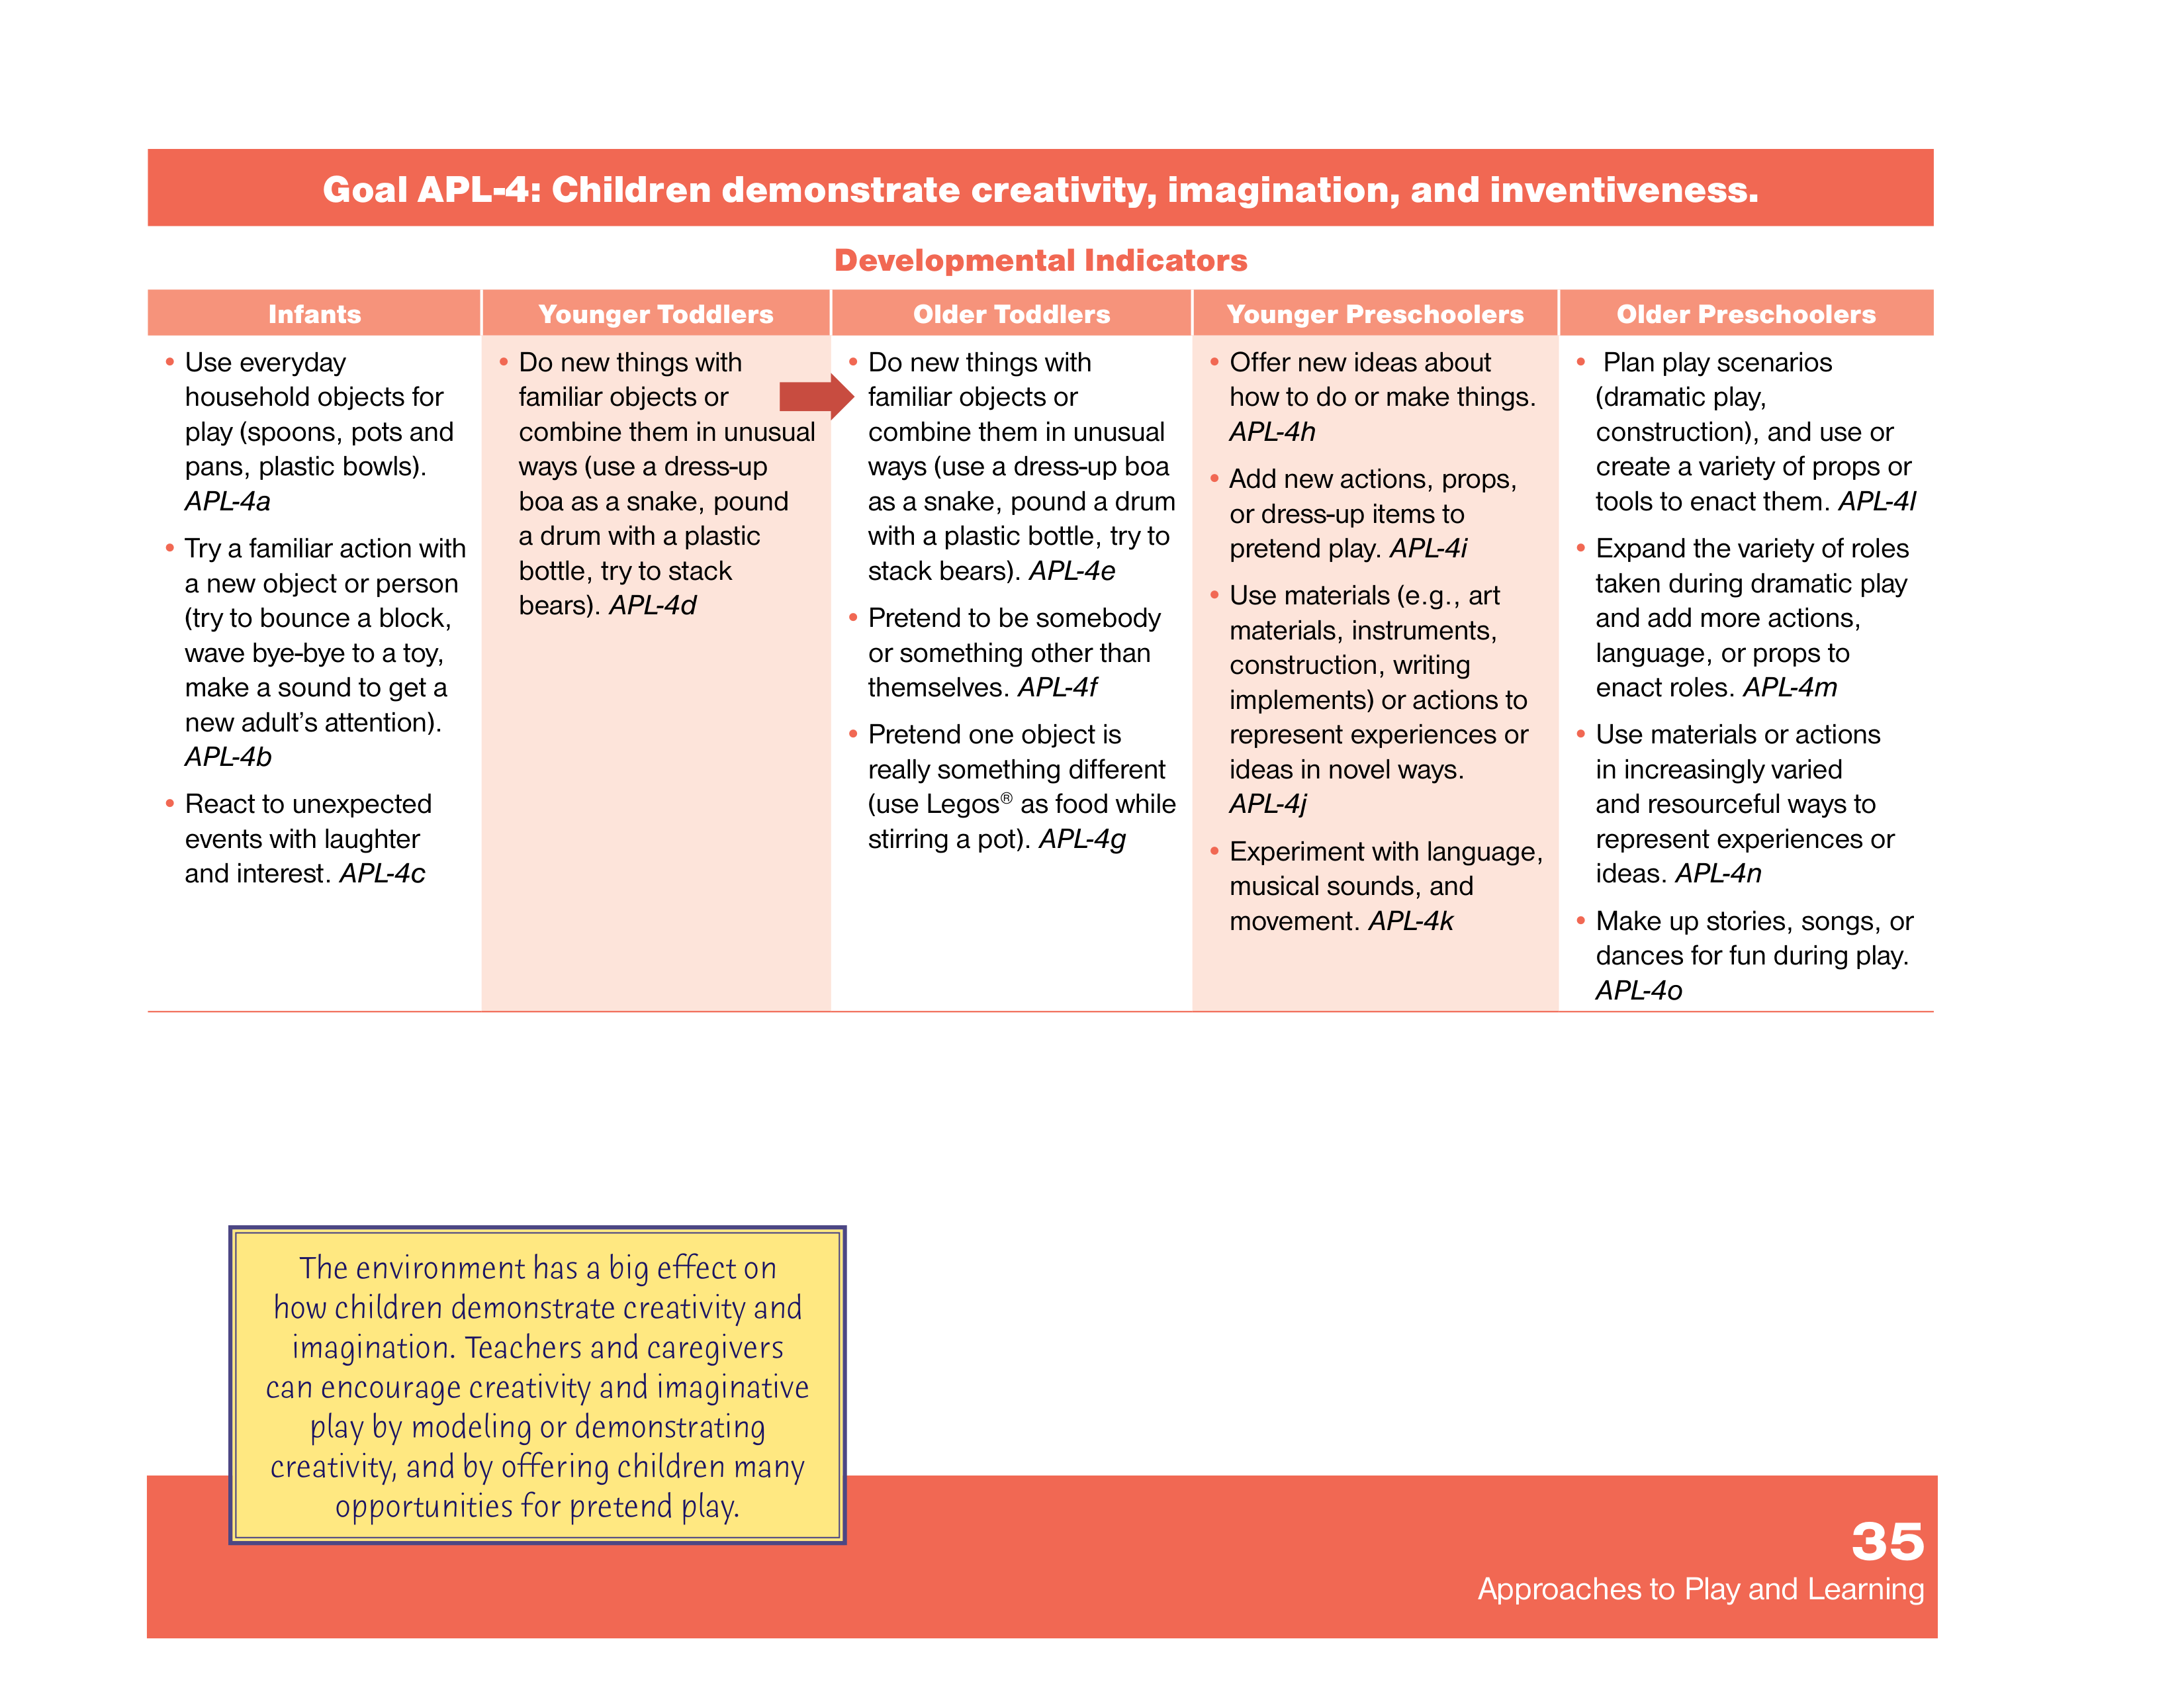 Goal APL-4: Children demonstrate creativity, imagination, and inventiveness.
Developmental Indicators
Infants
• Use everyday
household objects for
play (spoons, pots and
pans, plastic bowls).
APL-4a
• Try a familiar action with
a new object or person
(try to bounce a block,
wave bye-bye to a toy,
make a sound to get a
new adult’s attention).
APL-4b
• React to unexpected
events with laughter
and interest. APL-4c
Younger Toddlers
• Do new things with
familiar objects or
combine them in unusual
ways (use a dress-up
boa as a snake, pound
a drum with a plastic
bottle, try to stack
bears). APL-4d
Older Toddlers
• Do new things with
familiar objects or
combine them in unusual
ways (use a dress-up boa
as a snake, pound a drum
with a plastic bottle, try to
stack bears). APL-4e
• Pretend to be somebody
or something other than
themselves. APL-4f
• Pretend one object is
really something different
(use Legos® as food while
stirring a pot). APL-4g
Younger Preschoolers
• Offer new ideas about
how to do or make things.
APL-4h
• Add new actions, props,
or dress-up items to
pretend play. APL-4i
• Use materials (e.g., art
materials, instruments,
construction, writing
implements) or actions to
represent experiences or
ideas in novel ways.
APL-4j
• Experiment with language,
musical sounds, and
movement. APL-4k
Older Preschoolers
• Plan play scenarios
(dramatic play,
construction), and use or
create a variety of props or
tools to enact them. APL-4l
• Expand the variety of roles
taken during dramatic play
and add more actions,
language, or props to
enact roles. APL-4m
• Use materials or actions
in increasingly varied
and resourceful ways to
represent experiences or
ideas. APL-4n
• Make up stories, songs, or
dances for fun during play.
APL-4o
The environment has a big effect on
how children demonstrate creativity and
imagination. Teachers and caregivers
can encourage creativity and imaginative
play by modeling or demonstrating
creativity, and by offering children many
opportunities for pretend play.
35
Approaches to Play and Learning